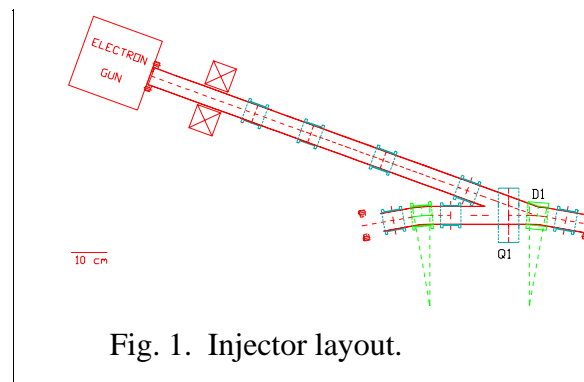 ELECTRON
GUN
D1
Q1
10 cm
Fig. 1. Injector layout.